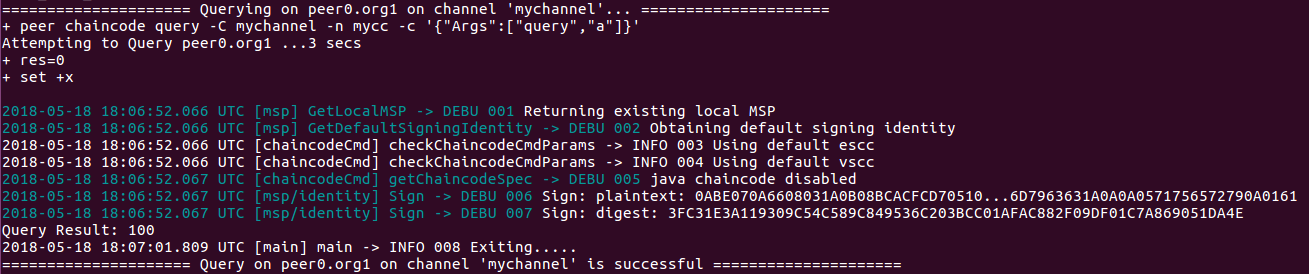 ===================== Querying on peer0.org1 on channel 'mychannel'... =====================
+ peer chaincode query -C mychannel -n mycc -c '{"Args":["query","a"]}'
Attempting to Query peer0.org1 ...3 secs
+ res=0
+ set +x
2018-05-18 18:06:52.066 UTC [msp] GetLocalMSP -> DEBU 001 Returning existing local MSP
2018-05-18 18:06:52.066 UTC [msp] GetDefaultSigningIdentity -> DEBU 002 Obtaining default signing identity
2018-05-18 18:06:52.066 UTC [chaincodeCmd] checkChaincodeCmdParams -> INFO 003 Using default escc
2018-05-18 18:06:52.066 UTC [chaincodeCmd] checkChaincodeCmdParams -> INFO 004 Using default vscc
2018-05-18 18:06:52.067 UTC [chaincodeCmd] getChaincodeSpec -> DEBU 005 java chaincode disabled
2018-05-18 18:06:52.067 UTC [msp/identity] Sign -> DEBU 006 Sign: plaintext: 0ABE070A6608031A0B08BCACFCD70510...6D7963631A0A0A0571756572790A0161
2018-05-18 18:06:52.067 UTC [msp/identity] Sign -> DEBU 007 Sign: digest: 3FC31E3A119309C54C589C849536C203BCC01AFAC882F09DF01C7A869051DA4E
Query Result: 100
2018-05-18 18:07:01.809 UTC [main] main -> INFO 008 Exiting.....
===================== Query on peer0.org1 on channel 'mychannel' is successful =====================